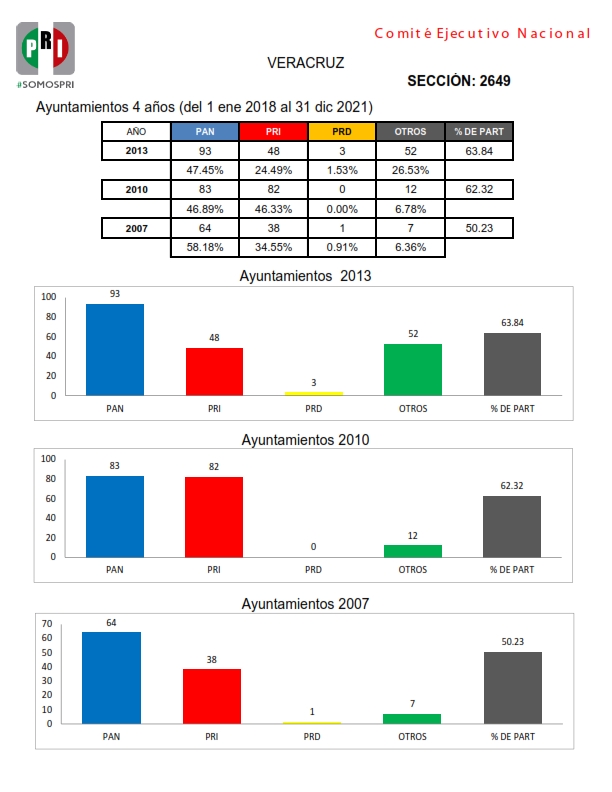 Comité Ejecutivo Nacional
PRI
#SOMOSPRI
VERACRUZ
SECCIÓN: 2649
Ayuntamientos 4 años (del 1 ene 2018 al 31 dic 2021)
AÑO PAN PRI PRD OTROS % DE PART
2013 93 48 3 52 63.84
47.45% 24.49% 1.53% 26.53%
2010 83 82 0 12 62.32
46.89% 46.33% 0.00% 6.78%
2007 64 38 1 7 50.23
58.18% 34.55% 0.91% 6.36%
Ayuntamientos 2013
100
80
60
40
20
0
93
48
3
52
63.84
PAN PRI PRD OTROS % DE PART
Ayuntamientos 2010
100
80
60
40
20
0
83
82
0
12
62.32
PAN PRI PRD OTROS % DE PART
Ayuntamientos 2007
70
60
50
40
30
20
10
0
64
38
1
7
50.23
PAN PRI PRD OTROS % DE PART